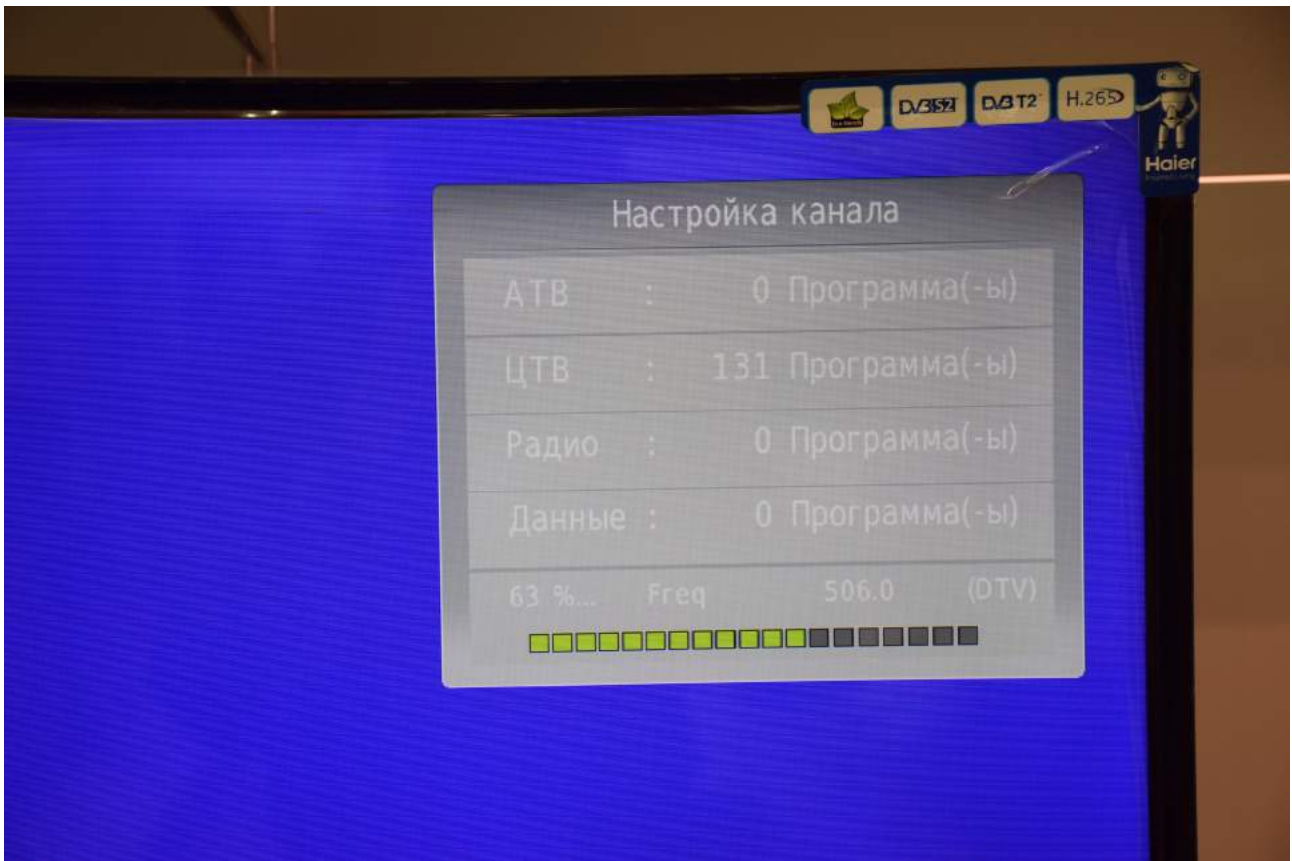 DVB S2 DVB T2 H.265
Haier
Настройка канала
АТВ : 0 Программа(-ы)
ЦТВ : 131 Программа(-ы)
Радио : 0 Программа(-ы)
Данные : 0 Программа(-ы)
63 %... Freq 506.0 (DTV)